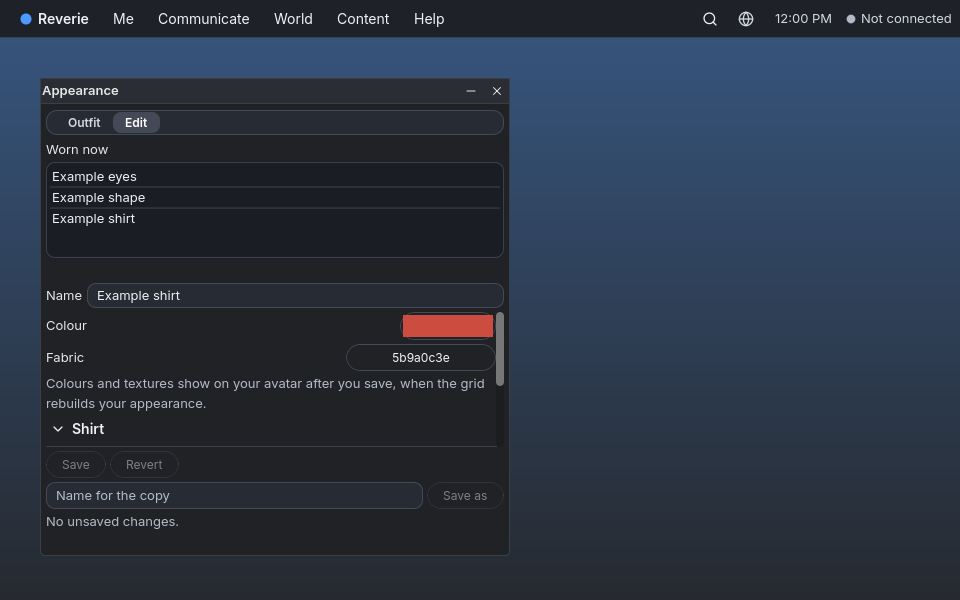 Reverie Me Communicate World Content Help 12:00 PM Not connected
Appearance
Outfit Edit
Worn now
Example eyes
Example shape
Example shirt
Name Example shirt
Colour
Fabric 5b9a0c3e
Colours and textures show on your avatar after you save, when the grid
rebuilds your appearance.
Shirt
Save Revert
Name for the copy Save as
No unsaved changes.